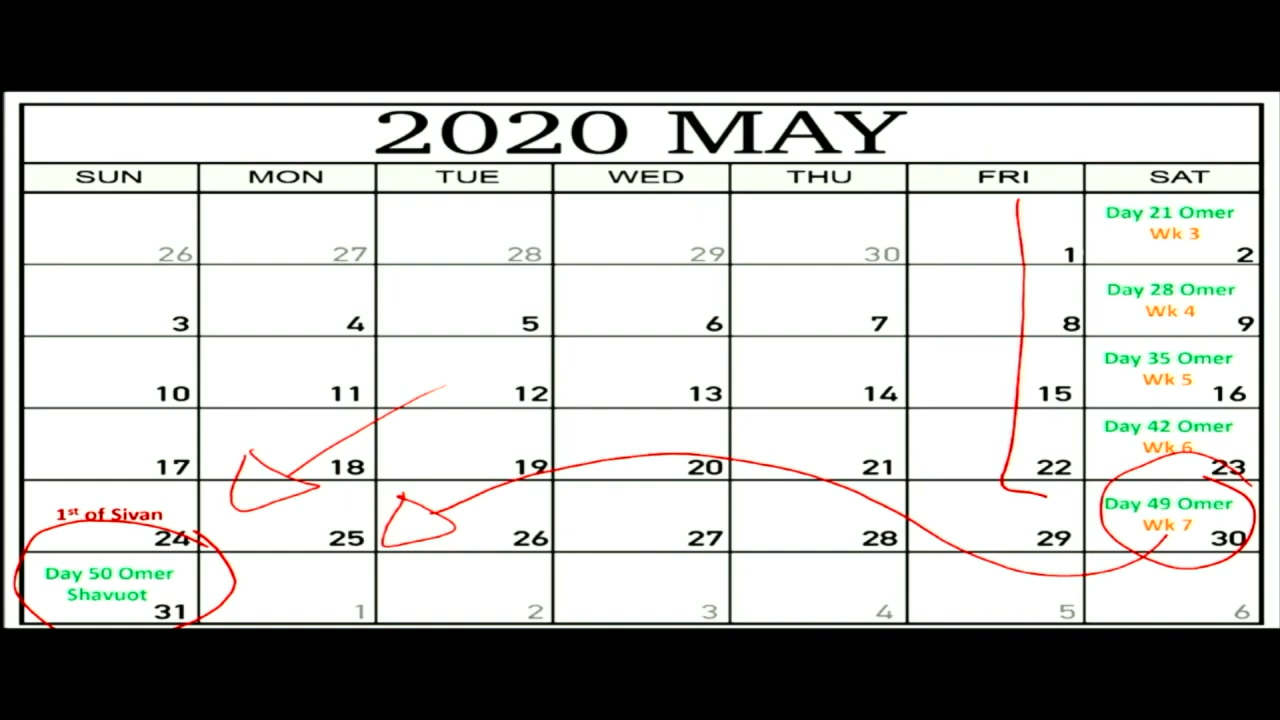 2020 MAY
SUN MON TUE WED THU FRI SAT
Day 21 Omer
Wk 3
26 27 28 29 30 1 2
Day 28 Omer
Wk 4
3 4 5 6 7 8 9
Day 35 Omer
Wk 5
10 11 12 13 14 15 16
Day 42 Omer
Wk 6
17 18 19 20 21 22 23
1st of Sivan
Day 49 Omer
Wk 7
24 25 26 27 28 29 30
Day 50 Omer
Shavuot
31 1 2 3 4 5 6